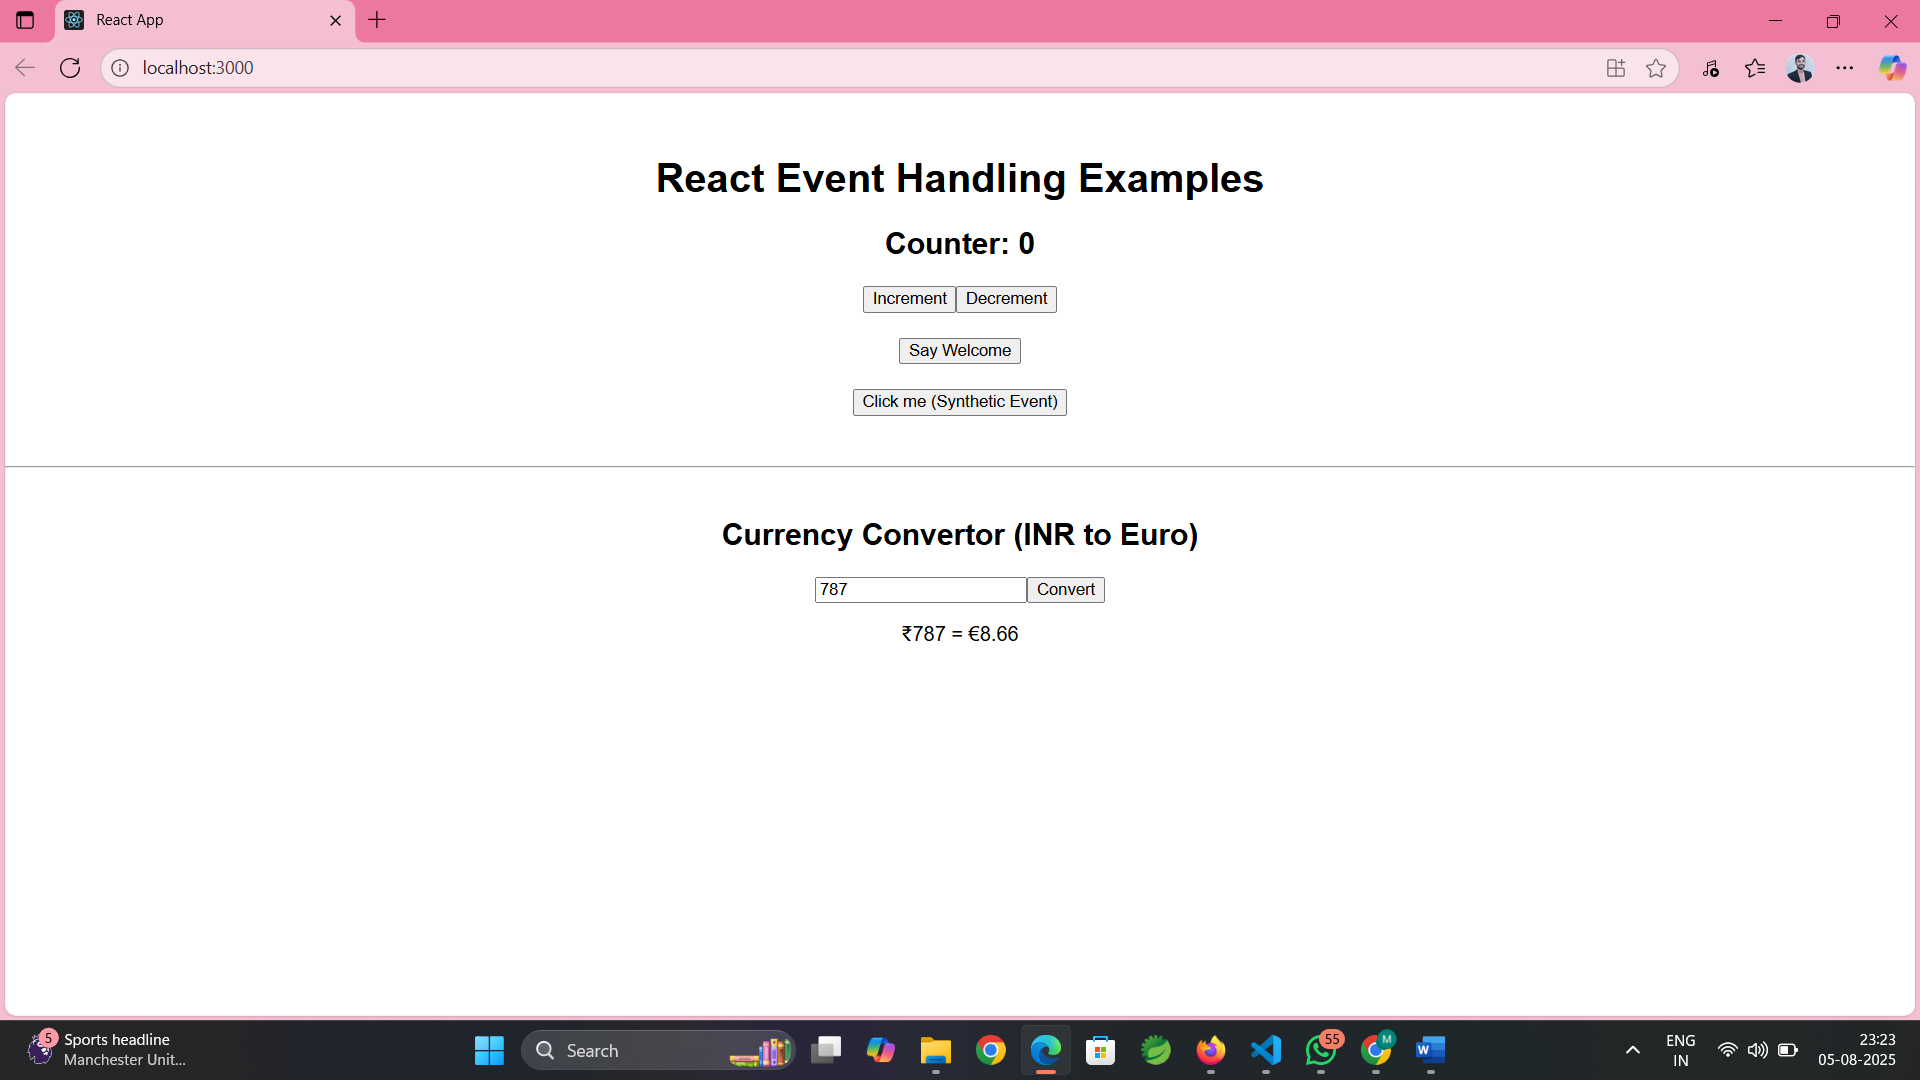 React App
localhost:3000
React Event Handling Examples
Counter: 0
Increment Decrement
Say Welcome
Click me (Synthetic Event)
Currency Convertor (INR to Euro)
787 Convert
₹787 = €8.66
5 Sports headline
Manchester Unit...
Search
55
M
W
ENG
IN
23:23
05-08-2025